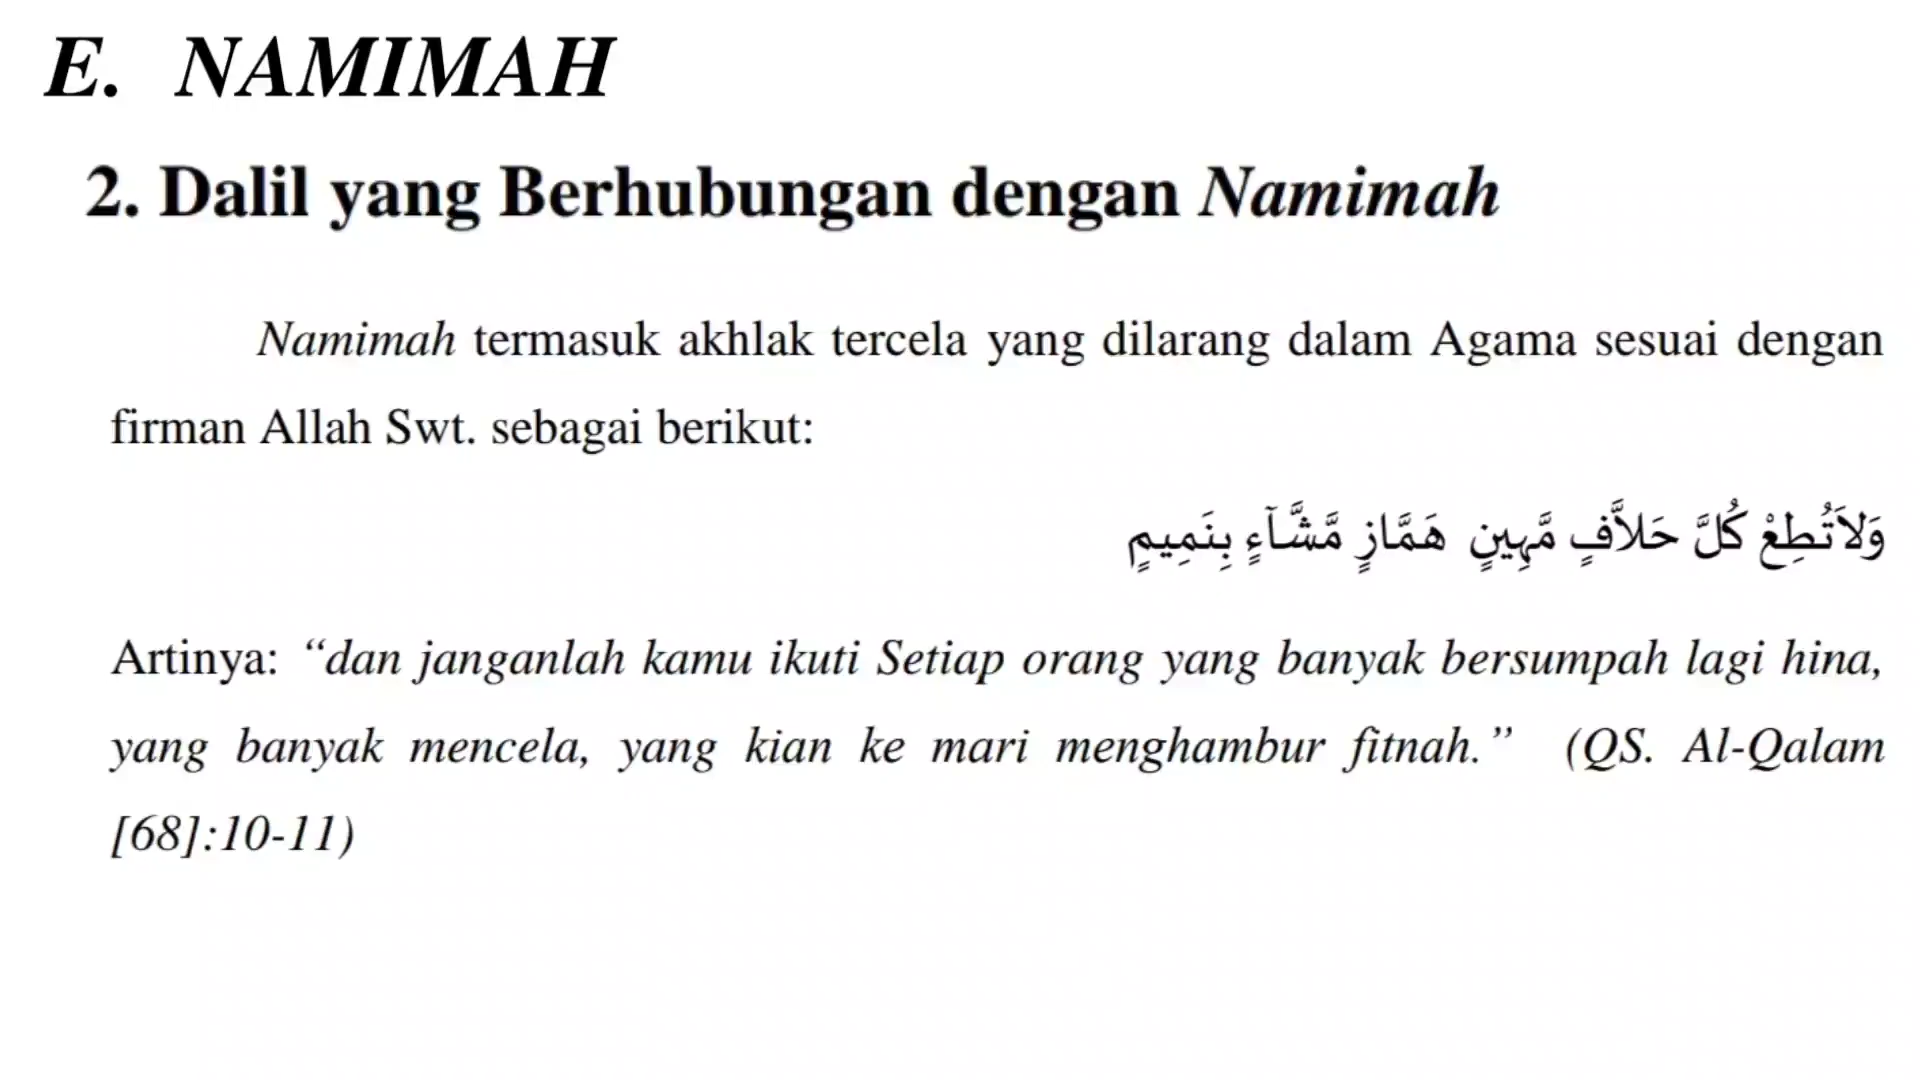 E. NAMIMAH
2. Dalil yang Berhubungan dengan Namimah
Namimah termasuk akhlak tercela yang dilarang dalam Agama sesuai dengan
firman Allah Swt. sebagai berikut:
وَلاَتُطِعْ كُلَّ حَلاَّفٍ مَّهِينٍ هَمَّازٍ مَّشَّآءٍ بِنَمِيمٍ
Artinya: “dan janganlah kamu ikuti Setiap orang yang banyak bersumpah lagi hina,
yang banyak mencela, yang kian ke mari menghambur fitnah.” (QS. Al-Qalam
[68]:10-11)